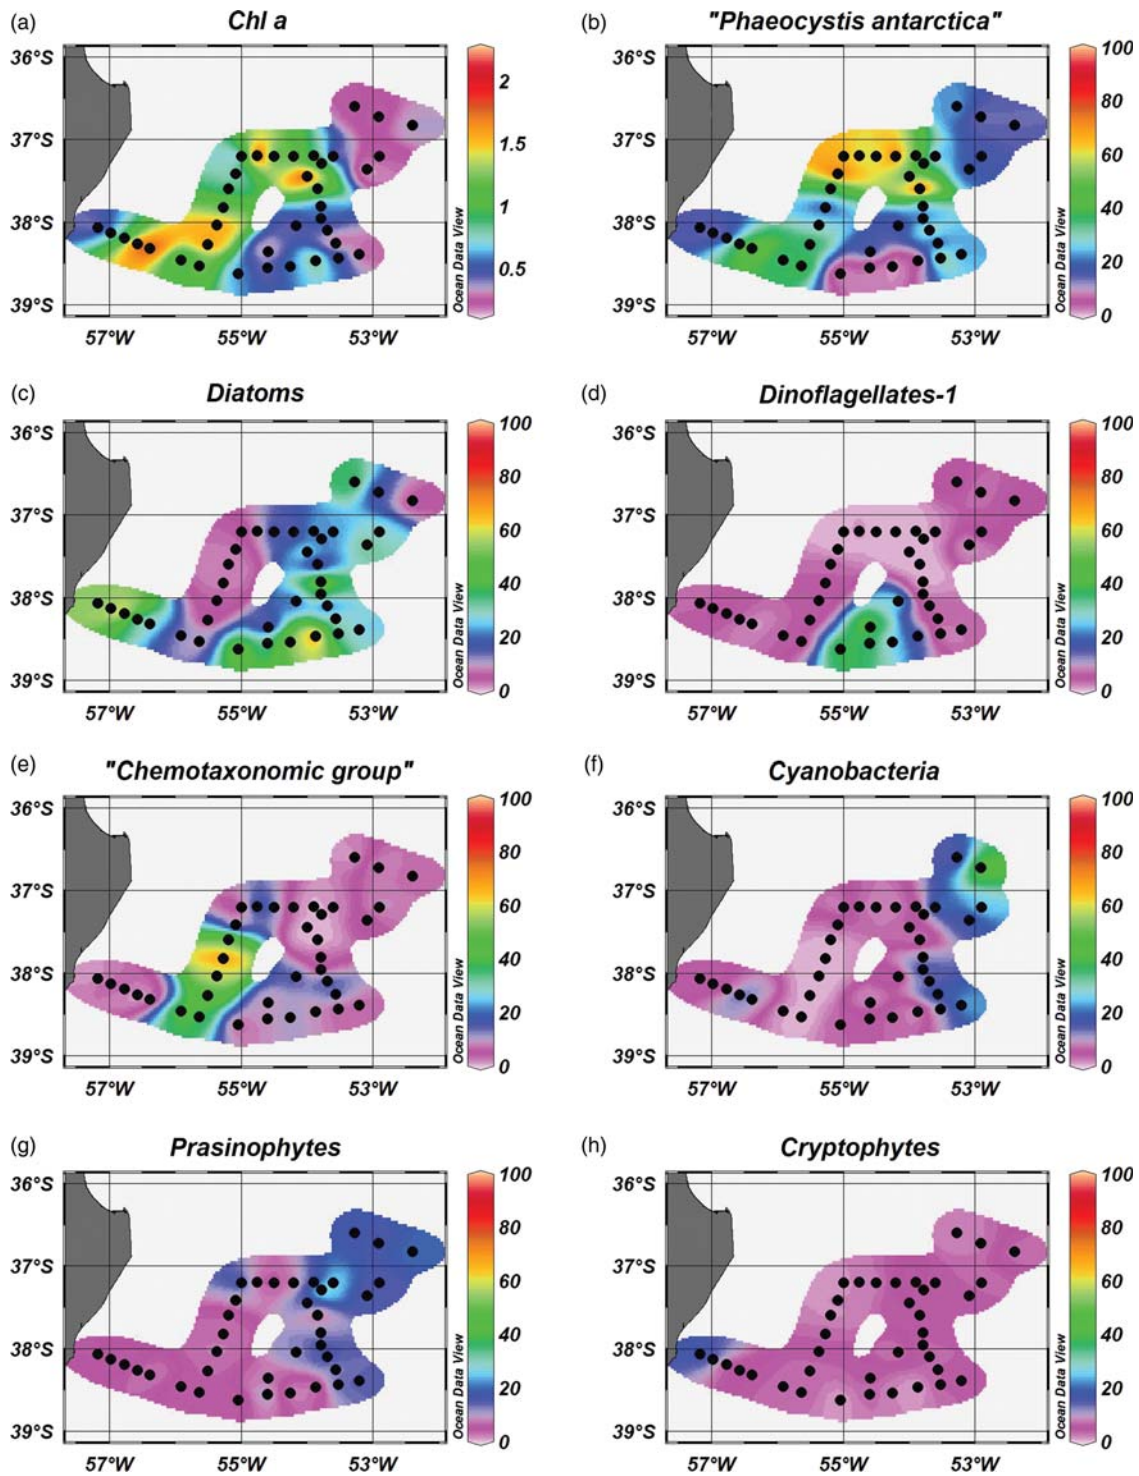 (a) Chl a
36°S
37°S
38°S
39°S
57°W 55°W 53°W
2
1.5
1
0.5
Ocean Data View
(b) "Phaeocystis antarctica"
36°S
37°S
38°S
39°S
57°W 55°W 53°W
100
80
60
40
20
0
Ocean Data View
(c) Diatoms
36°S
37°S
38°S
39°S
57°W 55°W 53°W
100
80
60
40
20
0
Ocean Data View
(d) Dinoflagellates-1
36°S
37°S
38°S
39°S
57°W 55°W 53°W
100
80
60
40
20
0
Ocean Data View
(e) "Chemotaxonomic group"
36°S
37°S
38°S
39°S
57°W 55°W 53°W
100
80
60
40
20
0
Ocean Data View
(f) Cyanobacteria
36°S
37°S
38°S
39°S
57°W 55°W 53°W
100
80
60
40
20
0
Ocean Data View
(g) Prasinophytes
36°S
37°S
38°S
39°S
57°W 55°W 53°W
100
80
60
40
20
0
Ocean Data View
(h) Cryptophytes
36°S
37°S
38°S
39°S
57°W 55°W 53°W
100
80
60
40
20
0
Ocean Data View